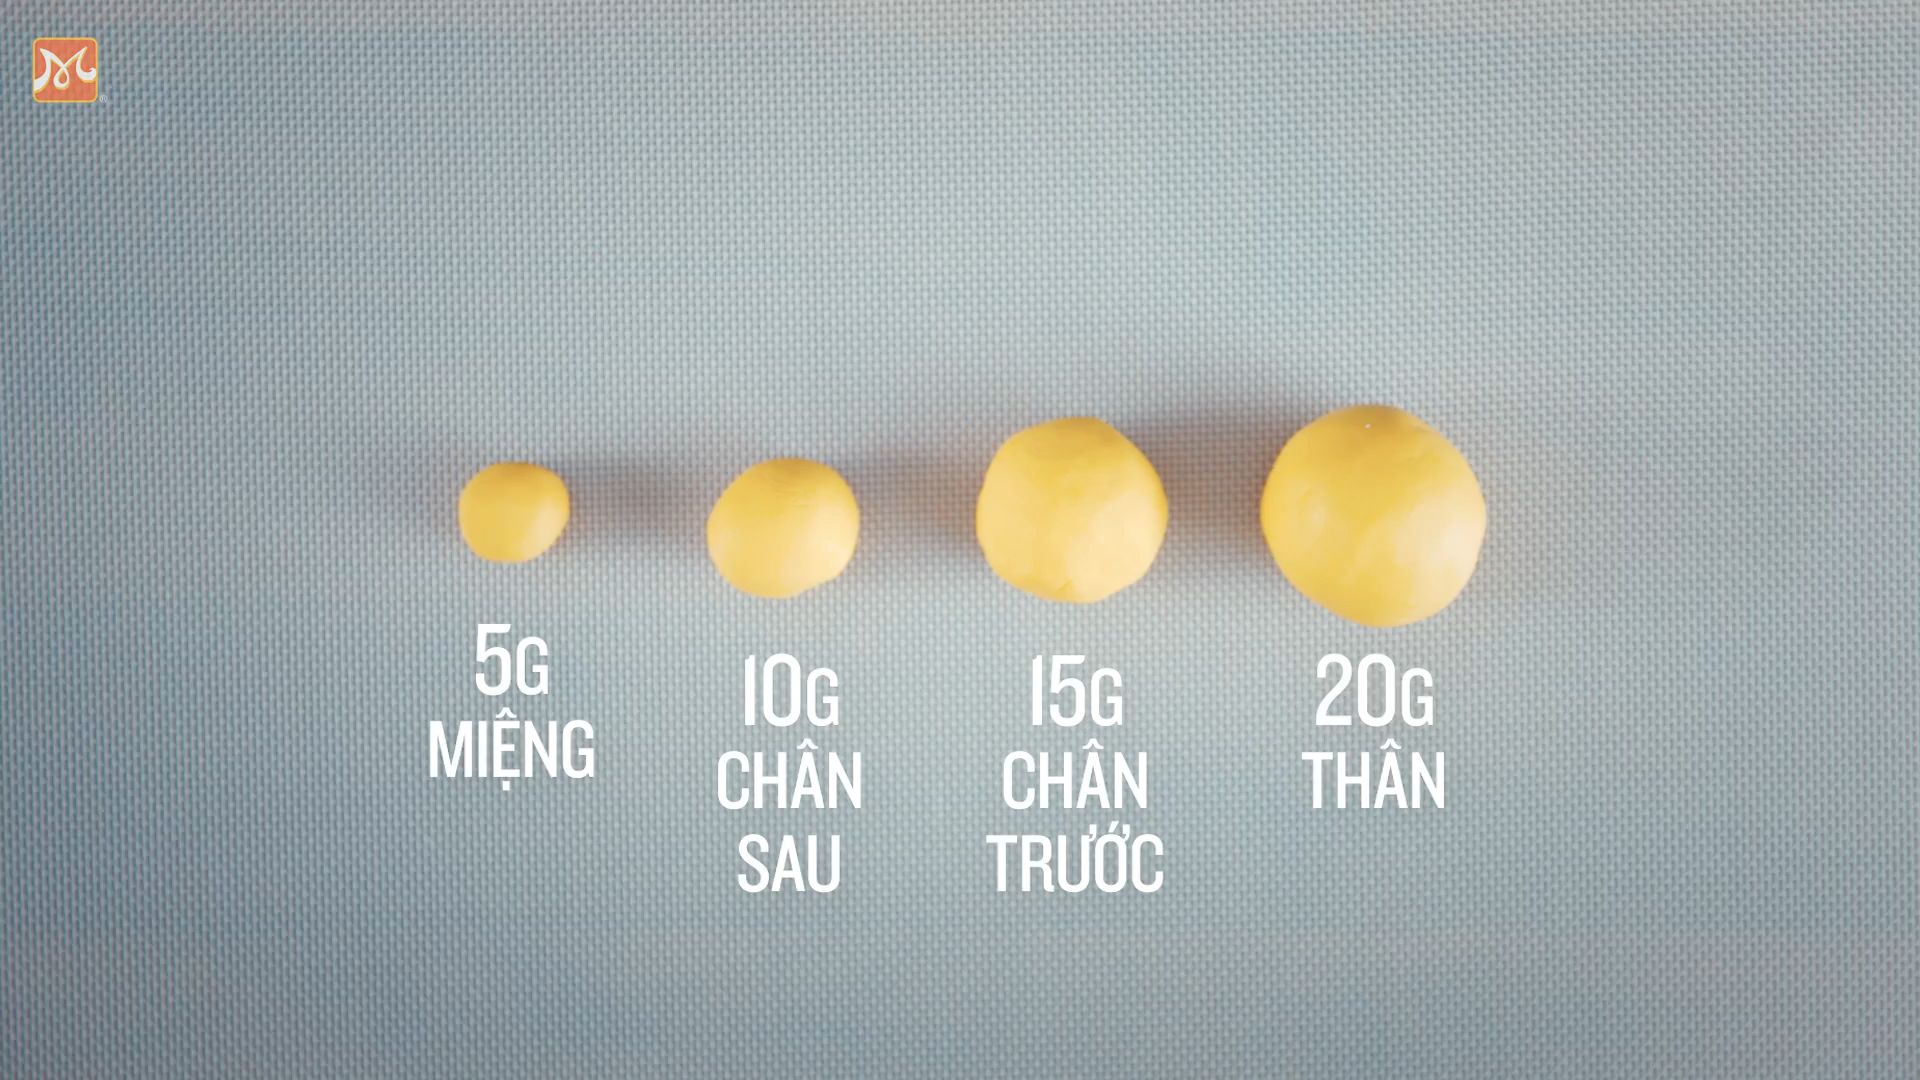 5G
MIỆNG
10G
CHÂN
SAU
15G
CHÂN
TRƯỚC
20G
THÂN